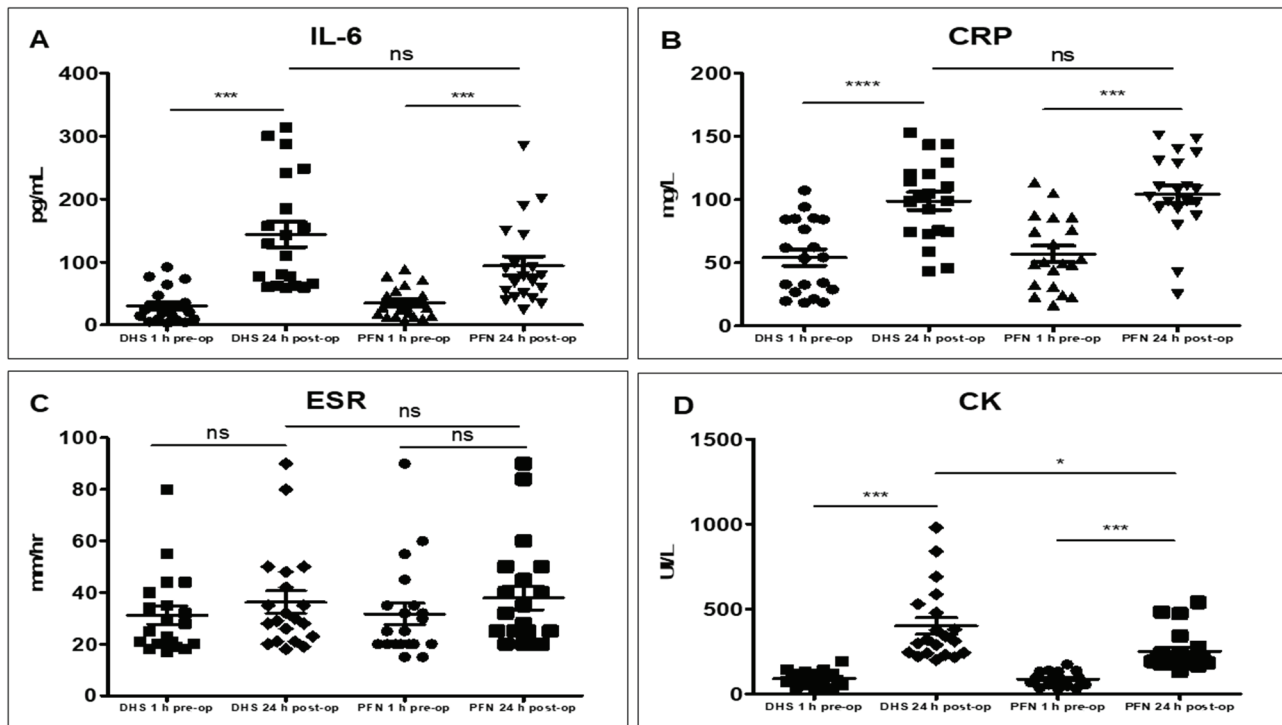 A
IL-6
ns
***
***
pg/mL
400
300
200
100
0
DHS 1 h pre-op
DHS 24 h post-op
PFN 1 h pre-op
PFN 24 h post-op
B
CRP
ns
****
***
mg/L
200
150
100
50
0
DHS 1 h pre-op
DHS 24 h post-op
PFN 1 h pre-op
PFN 24 h post-op
C
ESR
ns
ns
ns
mm/hr
100
80
60
40
20
0
DHS 1 h pre-op
DHS 24 h post-op
PFN 1 h pre-op
PFN 24 h post-op
D
CK
*
***
***
UI/L
1500
1000
500
0
DHS 1 h pre-op
DHS 24 h post-op
PFN 1 h pre-op
PFN 24 h post-op